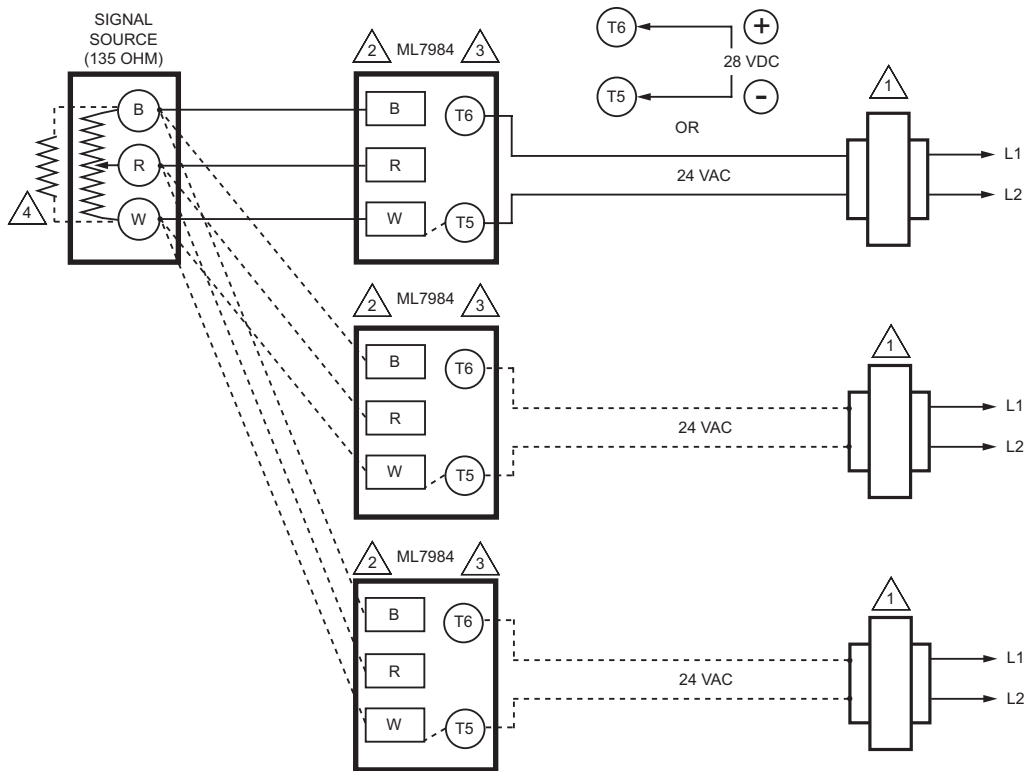 SIGNAL
SOURCE
(135 OHM)
B
R
W
4
2 ML7984 3
B
R
W
T6
T5
T6
+
28 VDC
T5
-
OR
24 VAC
1
L1
L2
2 ML7984 3
B
R
W
T6
T5
24 VAC
1
L1
L2
2 ML7984 3
B
R
W
T6
T5
24 VAC
1
L1
L2